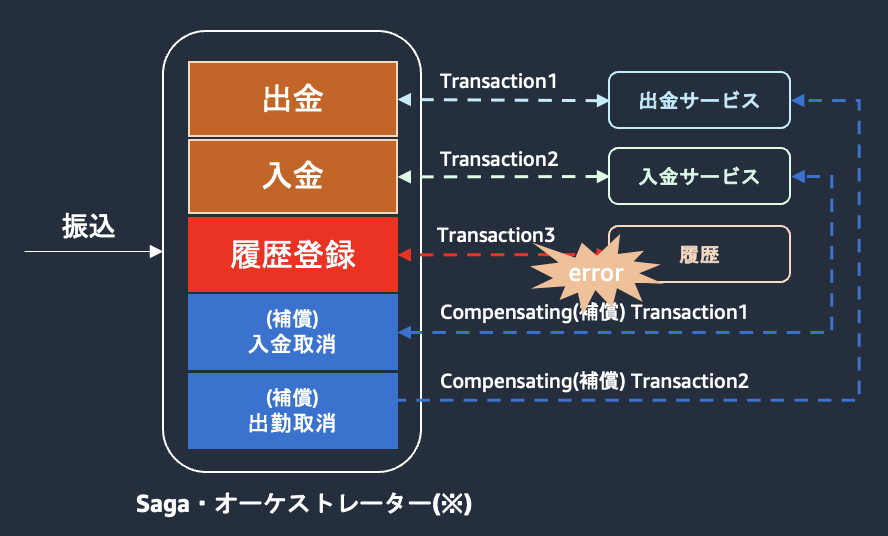 振込
出金
入金
履歴登録
(補償)
入金取消
(補償)
出勤取消
Transaction1
出金サービス
Transaction2
入金サービス
Transaction3
error
履歴
Compensating(補償) Transaction1
Compensating(補償) Transaction2
Saga・オーケストレーター(※)